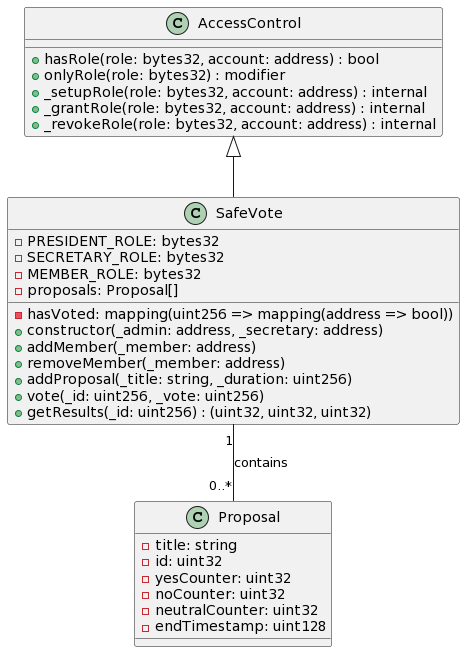 C AccessControl
hasRole(role: bytes32, account: address) : bool
onlyRole(role: bytes32) : modifier
_setupRole(role: bytes32, account: address) : internal
_grantRole(role: bytes32, account: address) : internal
_revokeRole(role: bytes32, account: address) : internal
C SafeVote
PRESIDENT_ROLE: bytes32
SECRETARY_ROLE: bytes32
MEMBER_ROLE: bytes32
proposals: Proposal[]
hasVoted: mapping(uint256 => mapping(address => bool))
constructor(_admin: address, _secretary: address)
addMember(_member: address)
removeMember(_member: address)
addProposal(_title: string, _duration: uint256)
vote(_id: uint256, _vote: uint256)
getResults(_id: uint256) : (uint32, uint32, uint32)
1
contains
0..*
C Proposal
title: string
id: uint32
yesCounter: uint32
noCounter: uint32
neutralCounter: uint32
endTimestamp: uint128